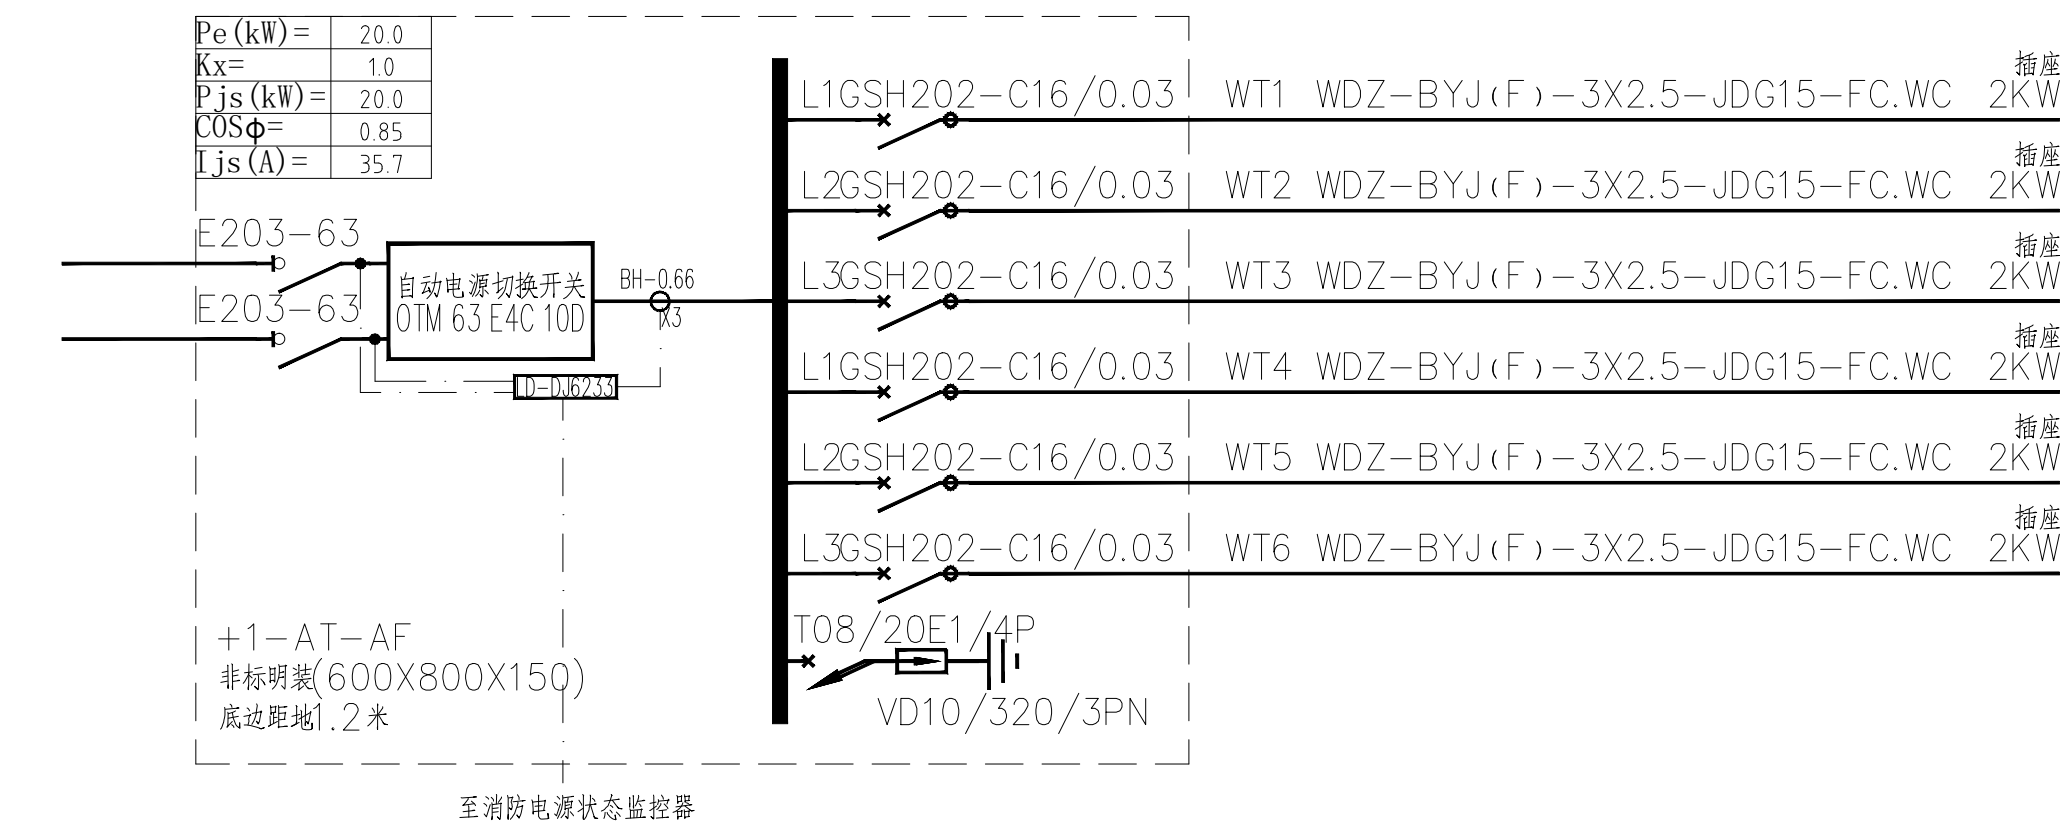 Pe(kW)= 20.0
Kx= 1.0
Pjs(kW)= 20.0
COSϕ= 0.85
Ijs(A)= 35.7
E203-63
E203-63
自动电源切换开关
OTM 63 E4C 10D
BH-0.66
X3
LD-DJ6233
插座
L1GSH202-C16/0.03 WT1 WDZ-BYJ(F)-3X2.5-JDG15-FC.WC 2KW
插座
L2GSH202-C16/0.03 WT2 WDZ-BYJ(F)-3X2.5-JDG15-FC.WC 2KW
插座
L3GSH202-C16/0.03 WT3 WDZ-BYJ(F)-3X2.5-JDG15-FC.WC 2KW
插座
L1GSH202-C16/0.03 WT4 WDZ-BYJ(F)-3X2.5-JDG15-FC.WC 2KW
插座
L2GSH202-C16/0.03 WT5 WDZ-BYJ(F)-3X2.5-JDG15-FC.WC 2KW
插座
L3GSH202-C16/0.03 WT6 WDZ-BYJ(F)-3X2.5-JDG15-FC.WC 2KW
T08/20E1/4P
VD10/320/3PN
+1-AT-AF
非标明装(600X800X150)
底边距地1.2米
至消防电源状态监控器